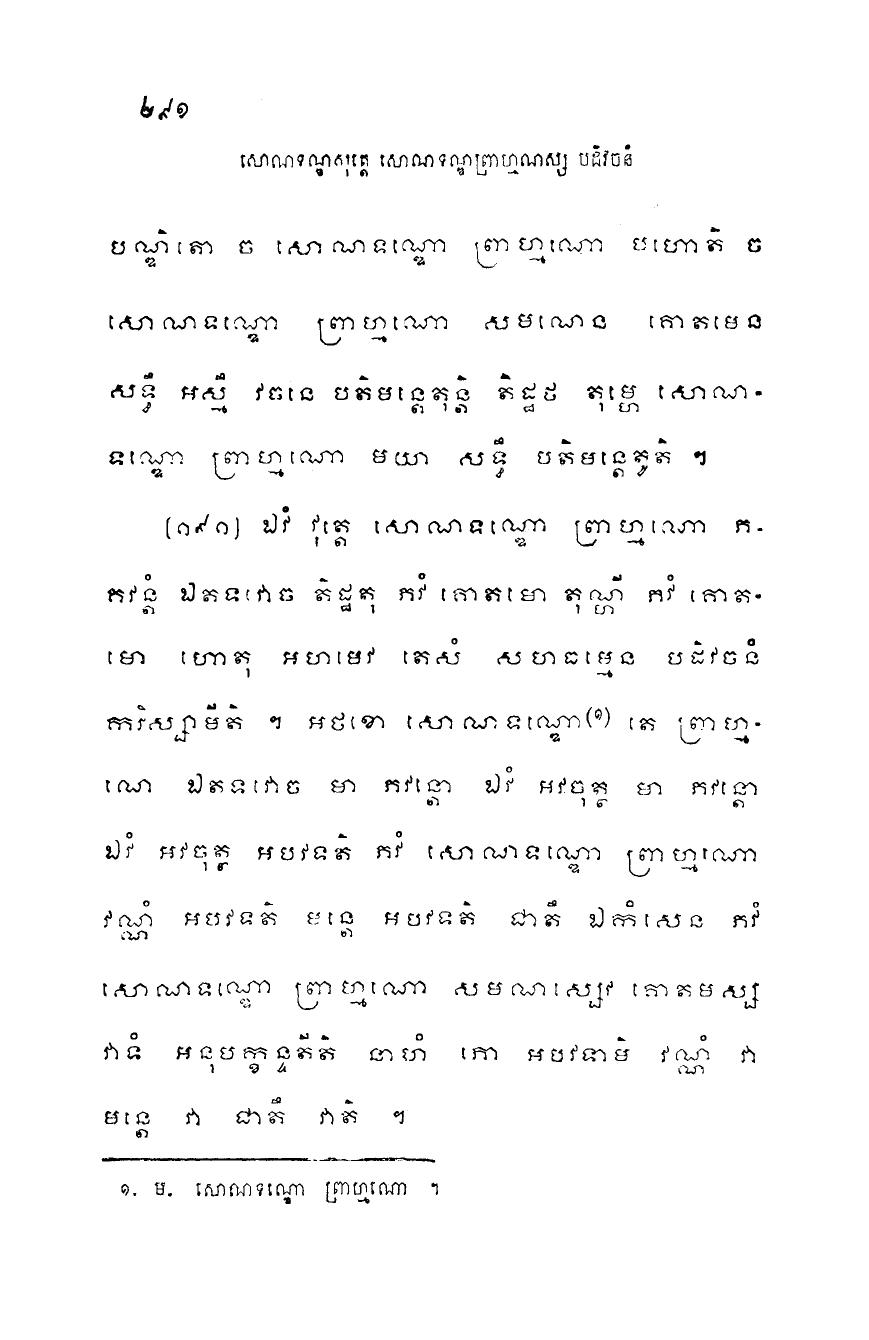 ២៩១
សោណទណ្ឌសុត្តេ សោណទណ្ឌព្រាហ្មណស្ស បដិវចនំ
បណ្ឌិតោ ច សោណទណ្ឌោ ព្រាហ្មណោ បហោតិ ច
សោណទណ្ឌោ ព្រាហ្មណោ សមណេន គោតមេន
សទ្ធឹ អស្មឹ វចនេ បតិមន្តេតុន្តិ តិដ្ឋថ តុម្ហេ សោណ-
ទណ្ឌោ ព្រាហ្មណោ មយា សទ្ធឹ បតិមន្តេតូតិ ។
[១៩១] ឯវំ វុត្តេ សោណទណ្ឌោ ព្រាហ្មណោ ភ-
គវន្តំ ឯតទវោច តិដ្ឋតុ ភវំ គោតមោ តុណ្ហី ភវំ គោត-
មោ ហោតុ អហមេវ តេសំ សហធម្មេន បដិវចនំ
ករិស្សាមីតិ ។ អថខោ សោណទណ្ឌោ(១) តេ ព្រាហ្ម-
ណេ ឯតទវោច មា ភវន្តោ ឯវំ អវចុត្ថ មា ភវន្តោ
ឯវំ អវចុត្ថ អបវទតិ ភវំ សោណទណ្ឌោ ព្រាហ្មណោ
វណ្ណំ អបវទតិ មន្តេ អបវទតិ ជាតឹ ឯកំសេន ភវំ
សោណទណ្ឌោ ព្រាហ្មណោ សមណស្សេវ គោតមស្ស
វាទំ អនុបក្ខន្ទតីតិ នាហំ ភោ អបវទាមិ វណ្ណំ វា
មន្តេ វា ជាតឹ វាតិ ។
១. ម. សោណទណ្ឌោ ព្រាហ្មណោ ។